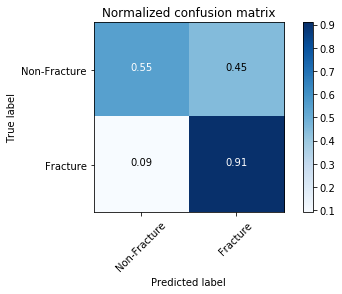 Normalized confusion matrix
True label
Non-Fracture
0.55
0.45
Fracture
0.09
0.91
Non-Fracture
Fracture
Predicted label
0.9
0.8
0.7
0.6
0.5
0.4
0.3
0.2
0.1